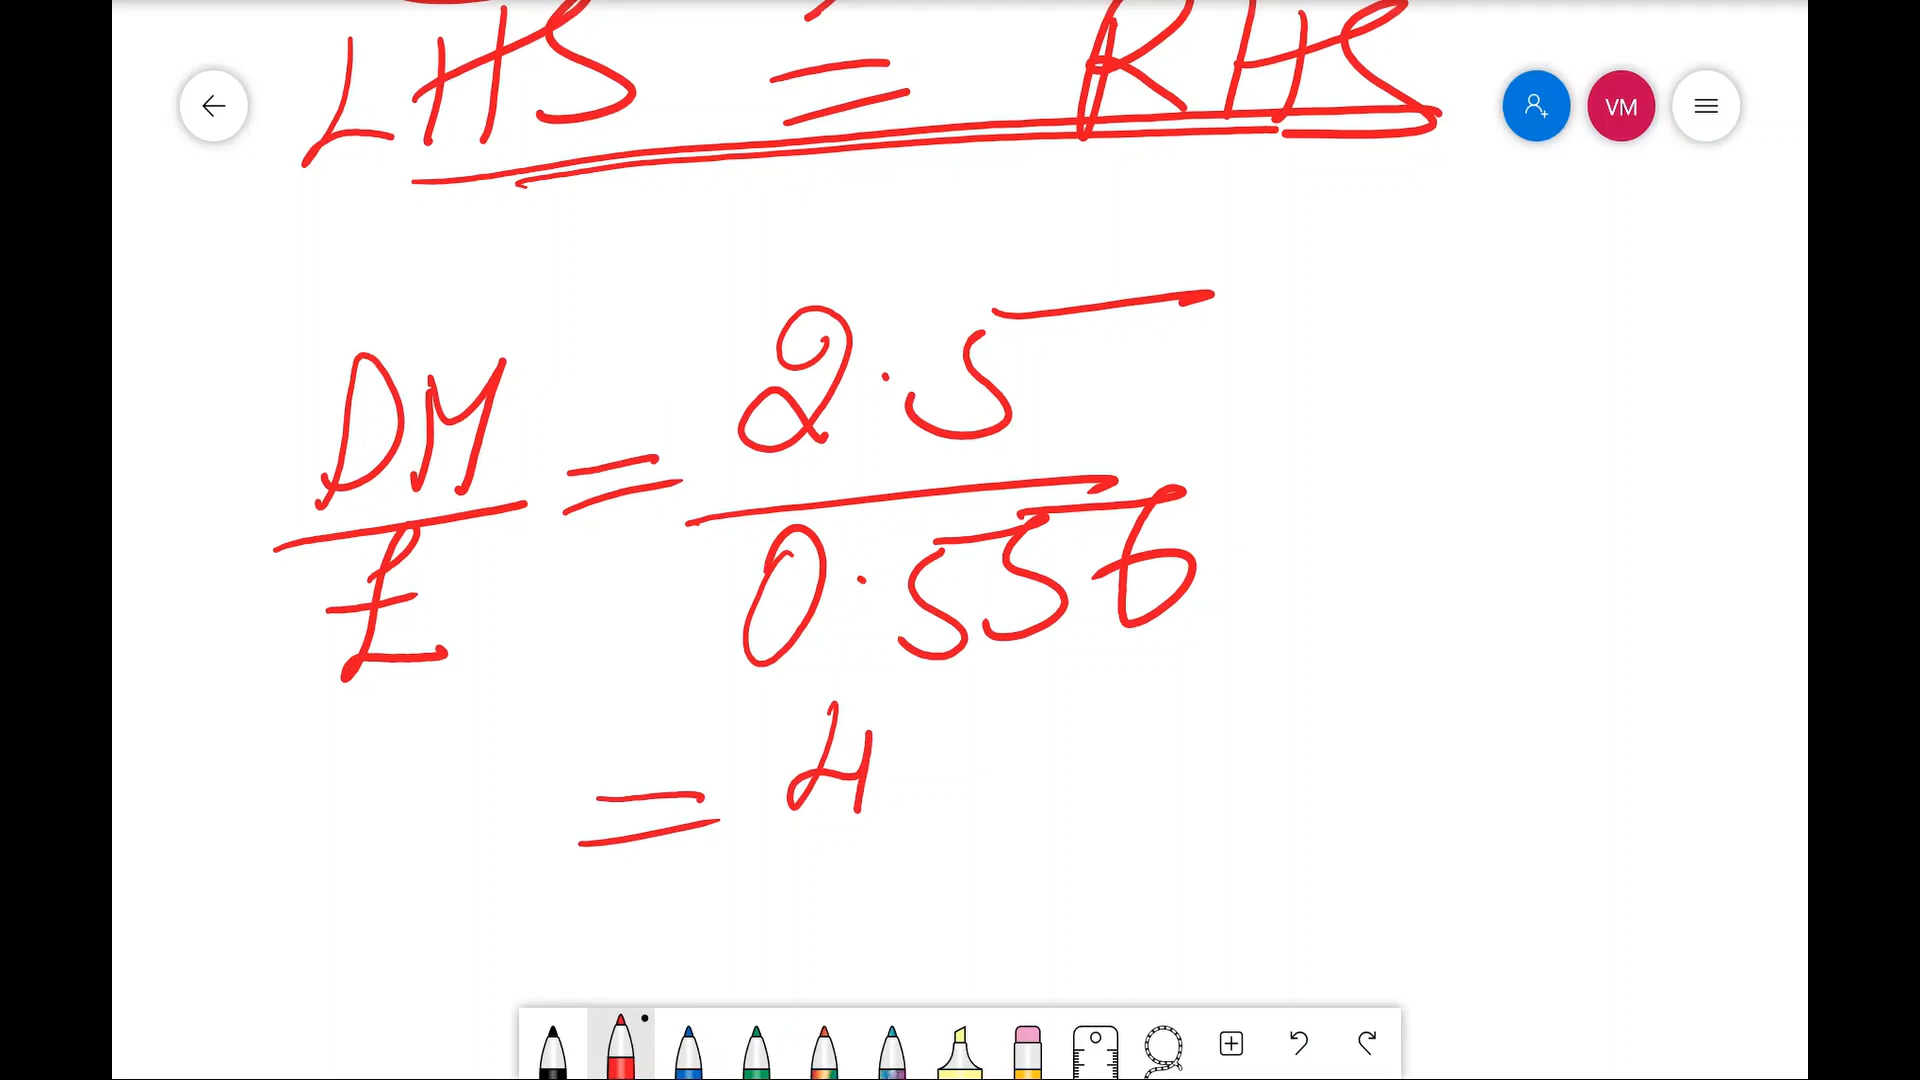 LHS = RHS
VM
DM/£ = 2.5/0.556
= 4